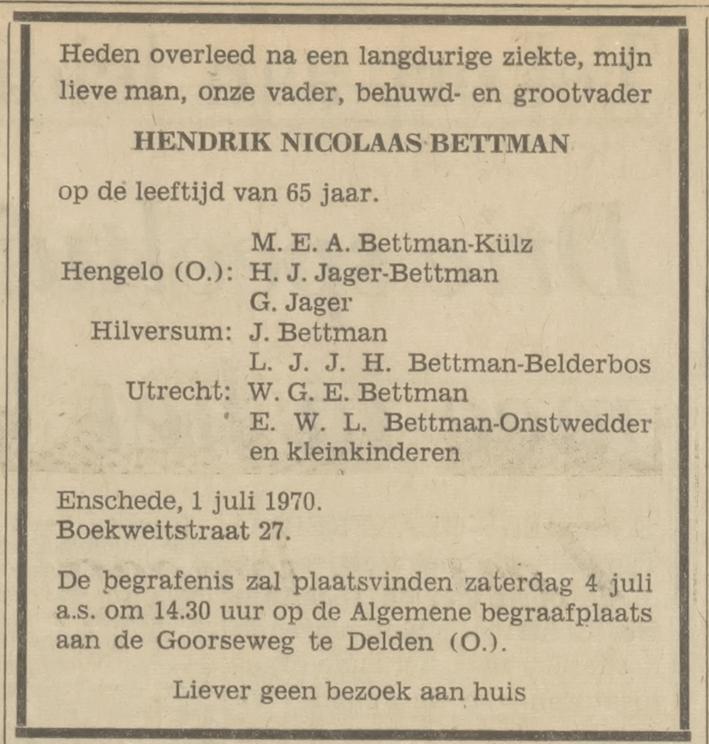 Heden overleed na een langdurige ziekte, mijn
lieve man, onze vader, behuwd- en grootvader
HENDRIK NICOLAAS BETTMAN
op de leeftijd van 65 jaar.
M. E. A. Bettman-Külz
Hengelo (O.): H. J. Jager-Bettman
G. Jager
Hilversum: J. Bettman
L. J. J. H. Bettman-Belderbos
Utrecht: W. G. E. Bettman
E. W. L. Bettman-Onstwedder
en kleinkinderen
Enschede, 1 juli 1970.
Boekweitstraat 27.
De begrafenis zal plaatsvinden zaterdag 4 juli
a.s. om 14.30 uur op de Algemene begraafplaats
aan de Goorseweg te Delden (O.).
Liever geen bezoek aan huis